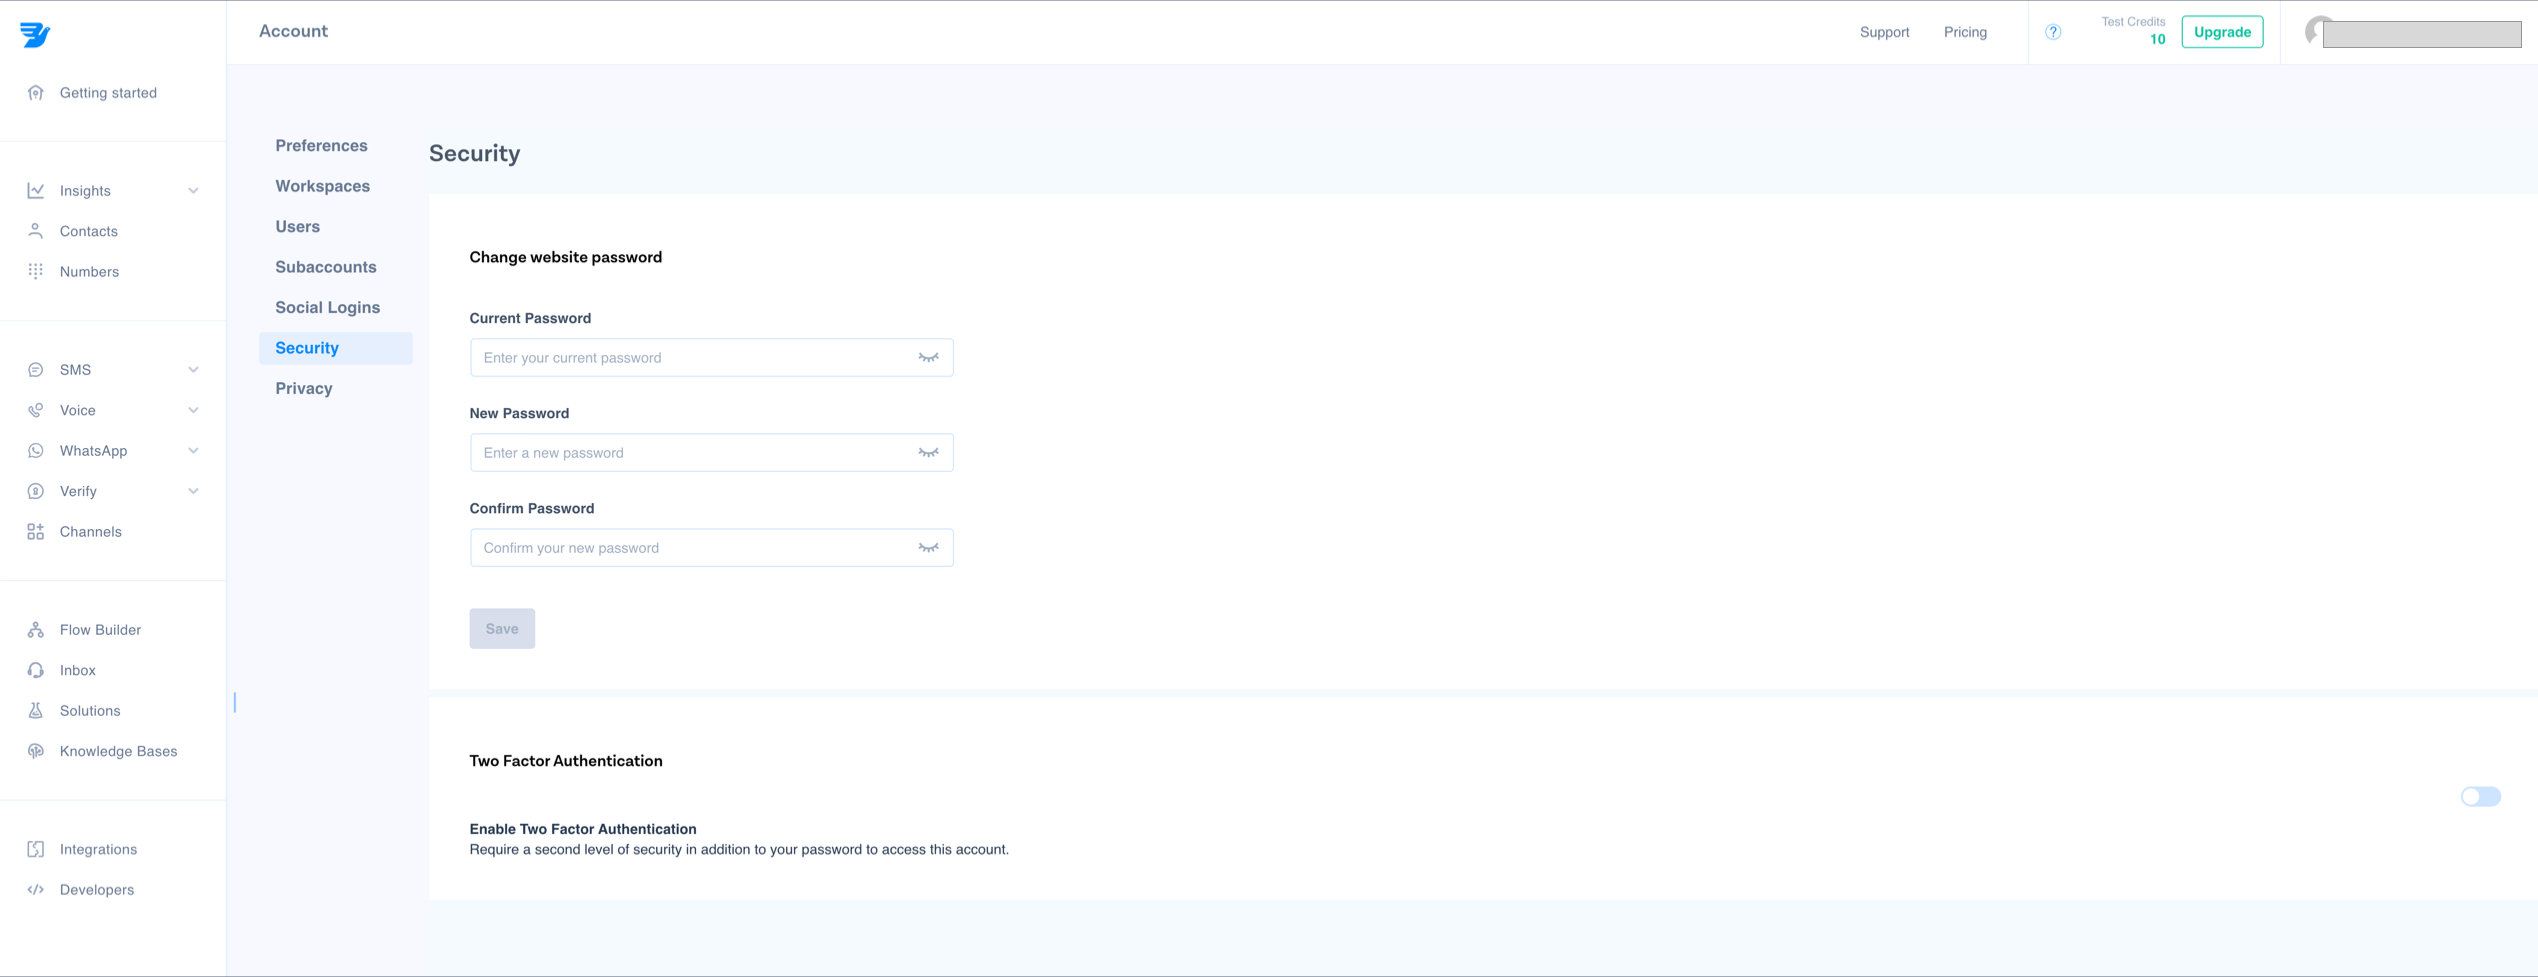 Account
Support
Pricing
?
Test Credits
10
Upgrade
Getting started
Insights
Contacts
Numbers
SMS
Voice
WhatsApp
Verify
Channels
Flow Builder
Inbox
Solutions
Knowledge Bases
Integrations
Developers
Preferences
Workspaces
Users
Subaccounts
Social Logins
Security
Privacy
Security
Change website password
Current Password
Enter your current password
New Password
Enter a new password
Confirm Password
Confirm your new password
Save
Two Factor Authentication
Enable Two Factor Authentication
Require a second level of security in addition to your password to access this account.